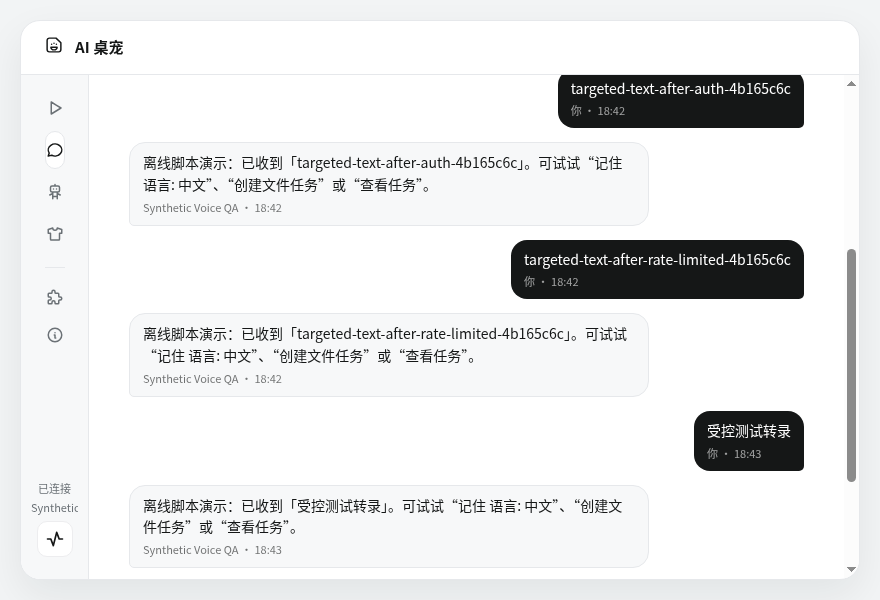 AI 桌宠
targeted-text-after-auth-4b165c6c
你 · 18:42
离线脚本演示：已收到「targeted-text-after-auth-4b165c6c」。可试试“记住
语言: 中文”、“创建文件任务”或“查看任务”。
Synthetic Voice QA · 18:42
targeted-text-after-rate-limited-4b165c6c
你 · 18:42
离线脚本演示：已收到「targeted-text-after-rate-limited-4b165c6c」。可试试
“记住 语言: 中文”、“创建文件任务”或“查看任务”。
Synthetic Voice QA · 18:42
受控测试转录
你 · 18:43
离线脚本演示：已收到「受控测试转录」。可试试“记住 语言: 中文”、“创建文
件任务”或“查看任务”。
Synthetic Voice QA · 18:43
已连接
Synthetic